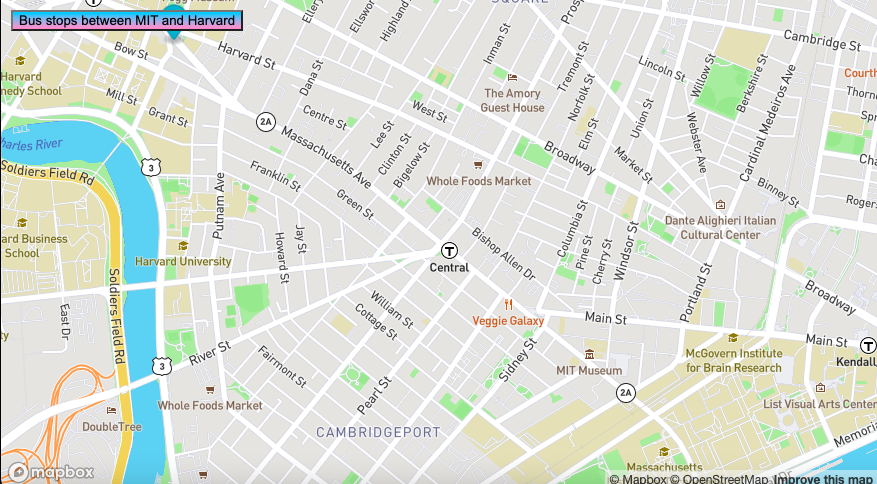 Bus stops between MIT and Harvard
SQUARE
Bow St
Harvard St
Inman St
Cambridge St
Harvard
nedy School
Dana St
Tremont St
Lincoln St
Willow St
Berkshire St
Courth
Mill St
The Amory
Guest House
Norfolk St
Cardinal Medeiros Ave
Grant St
Centre St
West St
Union St
Webster Ave
2A
Massachusetts Ave
Lee St
Clinton St
Bigelow St
Elm St
Charles River
Broadway
Market St
3
Soldiers Field Rd
Franklin St
Whole Foods Market
Binney St
Putnam Ave
Green St
Columbia St
Rogers
Windsor St
Dante Alighieri Italian
Cultural Center
ard Business
School
Jay St
Howard St
Bishop Allen Dr
Pine St
Cherry St
Harvard University
T
Central
Portland St
Soldiers Field Rd
East Dr
William St
Cottage St
Veggie Galaxy
Main St
Broadway
River St
Sidney St
Main St
T
Kendall
McGovern Institute
for Brain Research
3
Fairmont St
MIT Museum
Pearl St
2A
Whole Foods Market
List Visual Arts Center
DoubleTree
CAMBRIDGEPORT
Massachusetts
Memorial
Dr
mapbox
© Mapbox © OpenStreetMap Improve this map